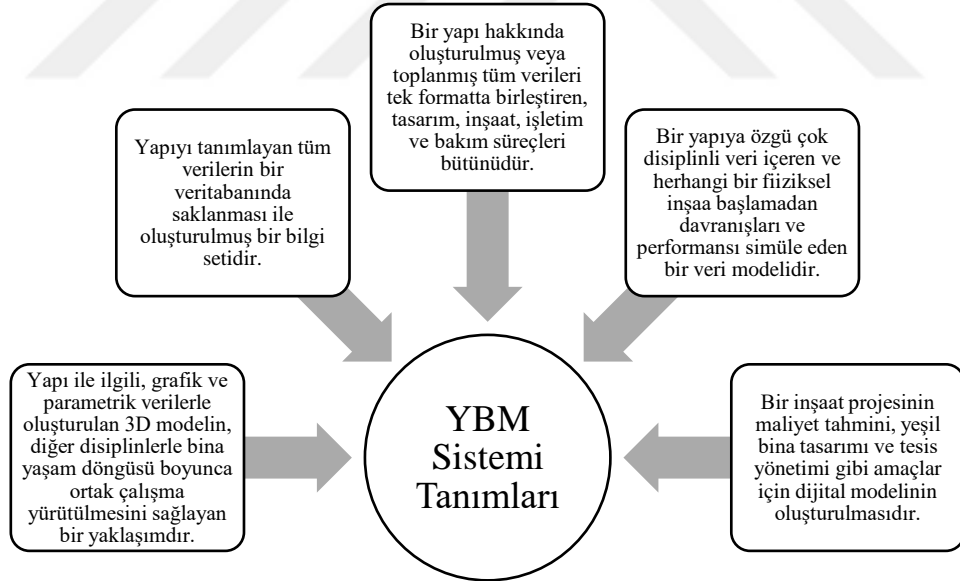 Bir yapı hakkında
oluşturulmuş veya
toplanmış tüm verileri
tek formatta birleştiren,
tasarım, inşaat, işletim
ve bakım süreçleri
bütünüdür.
Yapıyı tanımlayan tüm
verilerin bir
veritabanında
saklanması ile
oluşturulmuş bir bilgi
setidir.
Bir yapıya özgü çok
disiplinli veri içeren ve
herhangi bir fiiziksel
inşaa başlamadan
davranışları ve
performansı simüle eden
bir veri modelidir.
Yapı ile ilgili, grafik ve
parametrik verilerle
oluşturulan 3D modelin,
diğer disiplinlerle bina
yaşam döngüsü boyunca
ortak çalışma
yürütülmesini sağlayan
bir yaklaşımdır.
YBM
Sistemi
Tanımları
Bir inşaat projesinin
maliyet tahmini, yeşil
bina tasarımı ve tesis
yönetimi gibi amaçlar
için dijital modelinin
oluşturulmasıdır.